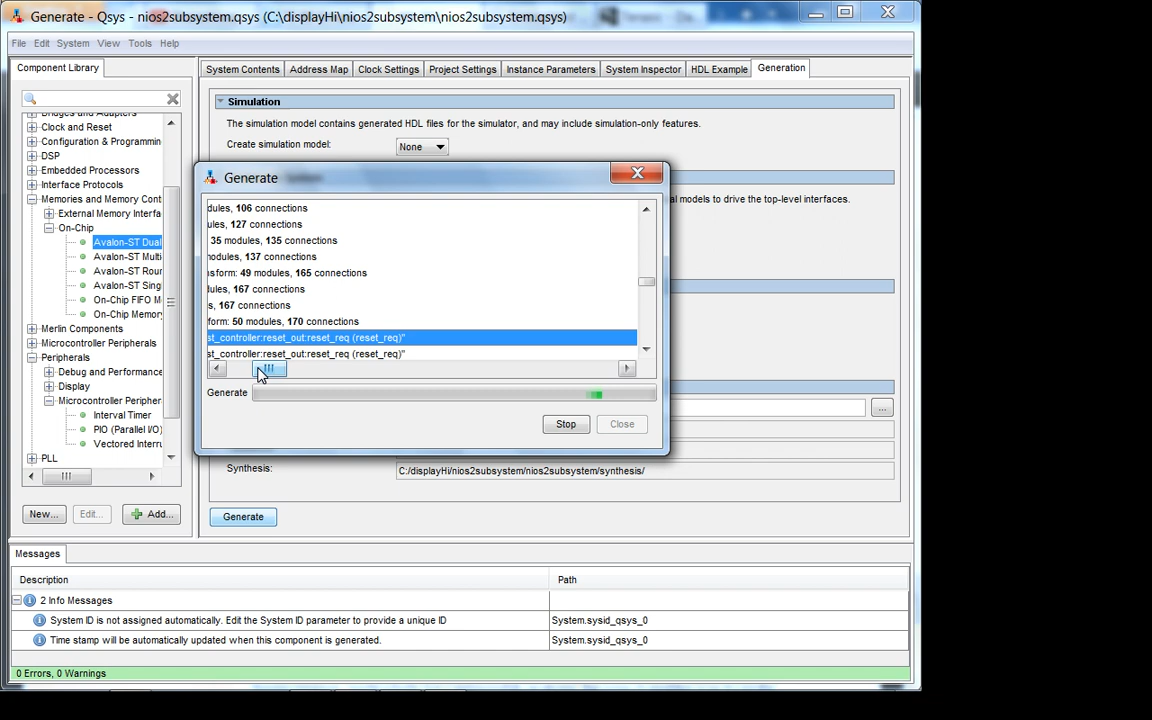 Generate - Qsys - nios2subsystem.qsys (C:\displayHi\nios2subsystem\nios2subsystem.qsys)
File Edit System View Tools Help
Component Library
System Contents Address Map Clock Settings Project Settings Instance Parameters System Inspector HDL Example Generation
Simulation
The simulation model contains generated HDL files for the simulator, and may include simulation-only features.
Create simulation model: None
Bridges and Adapters
Clock and Reset
Configuration & Programmin
DSP
Embedded Processors
Interface Protocols
Memories and Memory Cont
External Memory Interfa
On-Chip
Avalon-ST Dual
Avalon-ST Multi
Avalon-ST Roun
Avalon-ST Sing
On-Chip FIFO M
On-Chip Memory
Merlin Components
Microcontroller Peripherals
Peripherals
Debug and Performance
Display
Microcontroller Peripher
Interval Timer
PIO (Parallel I/O)
Vectored Interru
PLL
New... Edit... Add...
Generate
al models to drive the top-level interfaces.
dules, 106 connections
ules, 127 connections
35 modules, 135 connections
modules, 137 connections
sform: 49 modules, 165 connections
dules, 167 connections
s, 167 connections
form: 50 modules, 170 connections
st_controller:reset_out:reset_req (reset_req)"
st_controller:reset_out:reset_req (reset_req)"
Generate
Stop Close
...
Synthesis: C:/displayHi/nios2subsystem/nios2subsystem/synthesis/
Generate
Messages
Description Path
2 Info Messages
System ID is not assigned automatically. Edit the System ID parameter to provide a unique ID System.sysid_qsys_0
Time stamp will be automatically updated when this component is generated. System.sysid_qsys_0
0 Errors, 0 Warnings